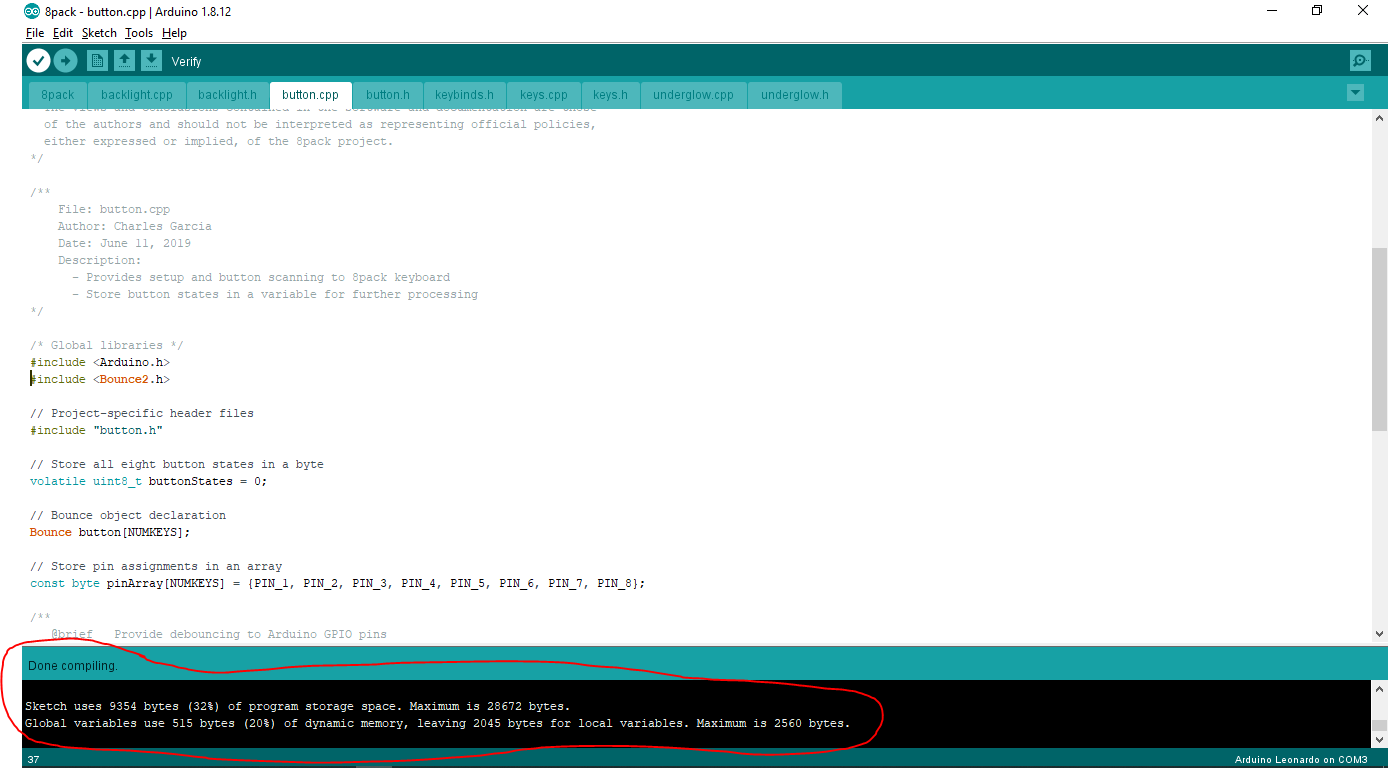 8pack - button.cpp | Arduino 1.8.12
File Edit Sketch Tools Help
Verify
8pack backlight.cpp backlight.h button.cpp button.h keybinds.h keys.cpp keys.h underglow.cpp underglow.h
of the authors and should not be interpreted as representing official policies,
either expressed or implied, of the 8pack project.
*/
/**
File: button.cpp
Author: Charles Garcia
Date: June 11, 2019
Description:
- Provides setup and button scanning to 8pack keyboard
- Store button states in a variable for further processing
*/
/* Global libraries */
#include <Arduino.h>
#include <Bounce2.h>
// Project-specific header files
#include "button.h"
// Store all eight button states in a byte
volatile uint8_t buttonStates = 0;
// Bounce object declaration
Bounce button[NUMKEYS];
// Store pin assignments in an array
const byte pinArray[NUMKEYS] = {PIN_1, PIN_2, PIN_3, PIN_4, PIN_5, PIN_6, PIN_7, PIN_8};
/**
@brief Provide debouncing to Arduino GPIO pins
Done compiling.
Sketch uses 9354 bytes (32%) of program storage space. Maximum is 28672 bytes.
Global variables use 515 bytes (20%) of dynamic memory, leaving 2045 bytes for local variables. Maximum is 2560 bytes.
37 Arduino Leonardo on COM3